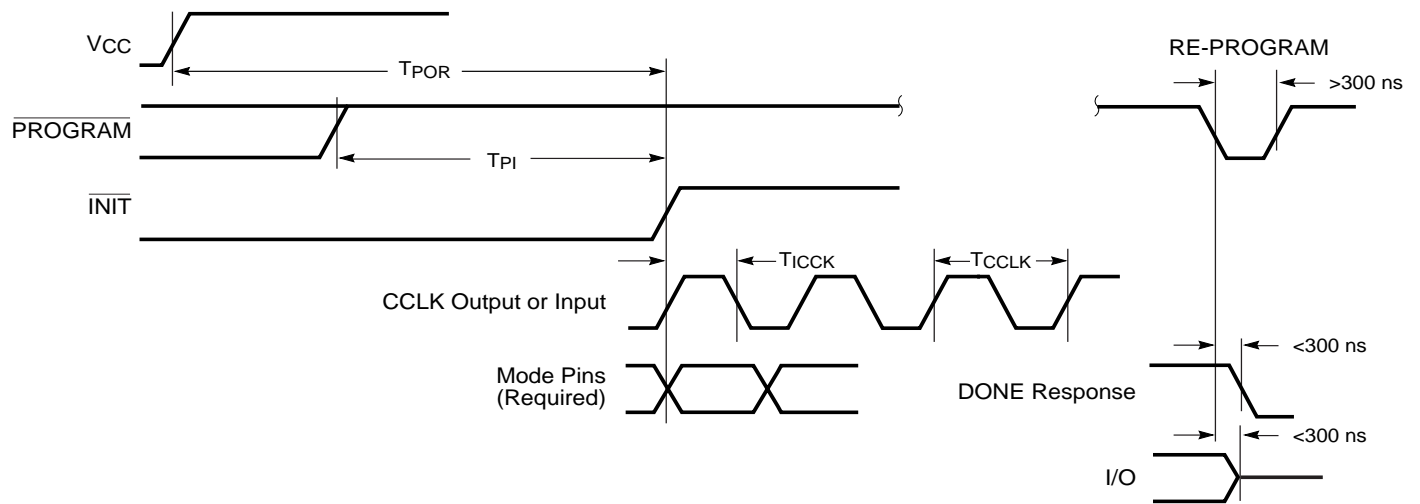 VCC
RE-PROGRAM
TPOR
>300 ns
PROGRAM
TPI
INIT
TICCK
TCCLK
CCLK Output or Input
<300 ns
Mode Pins
(Required)
DONE Response
<300 ns
I/O